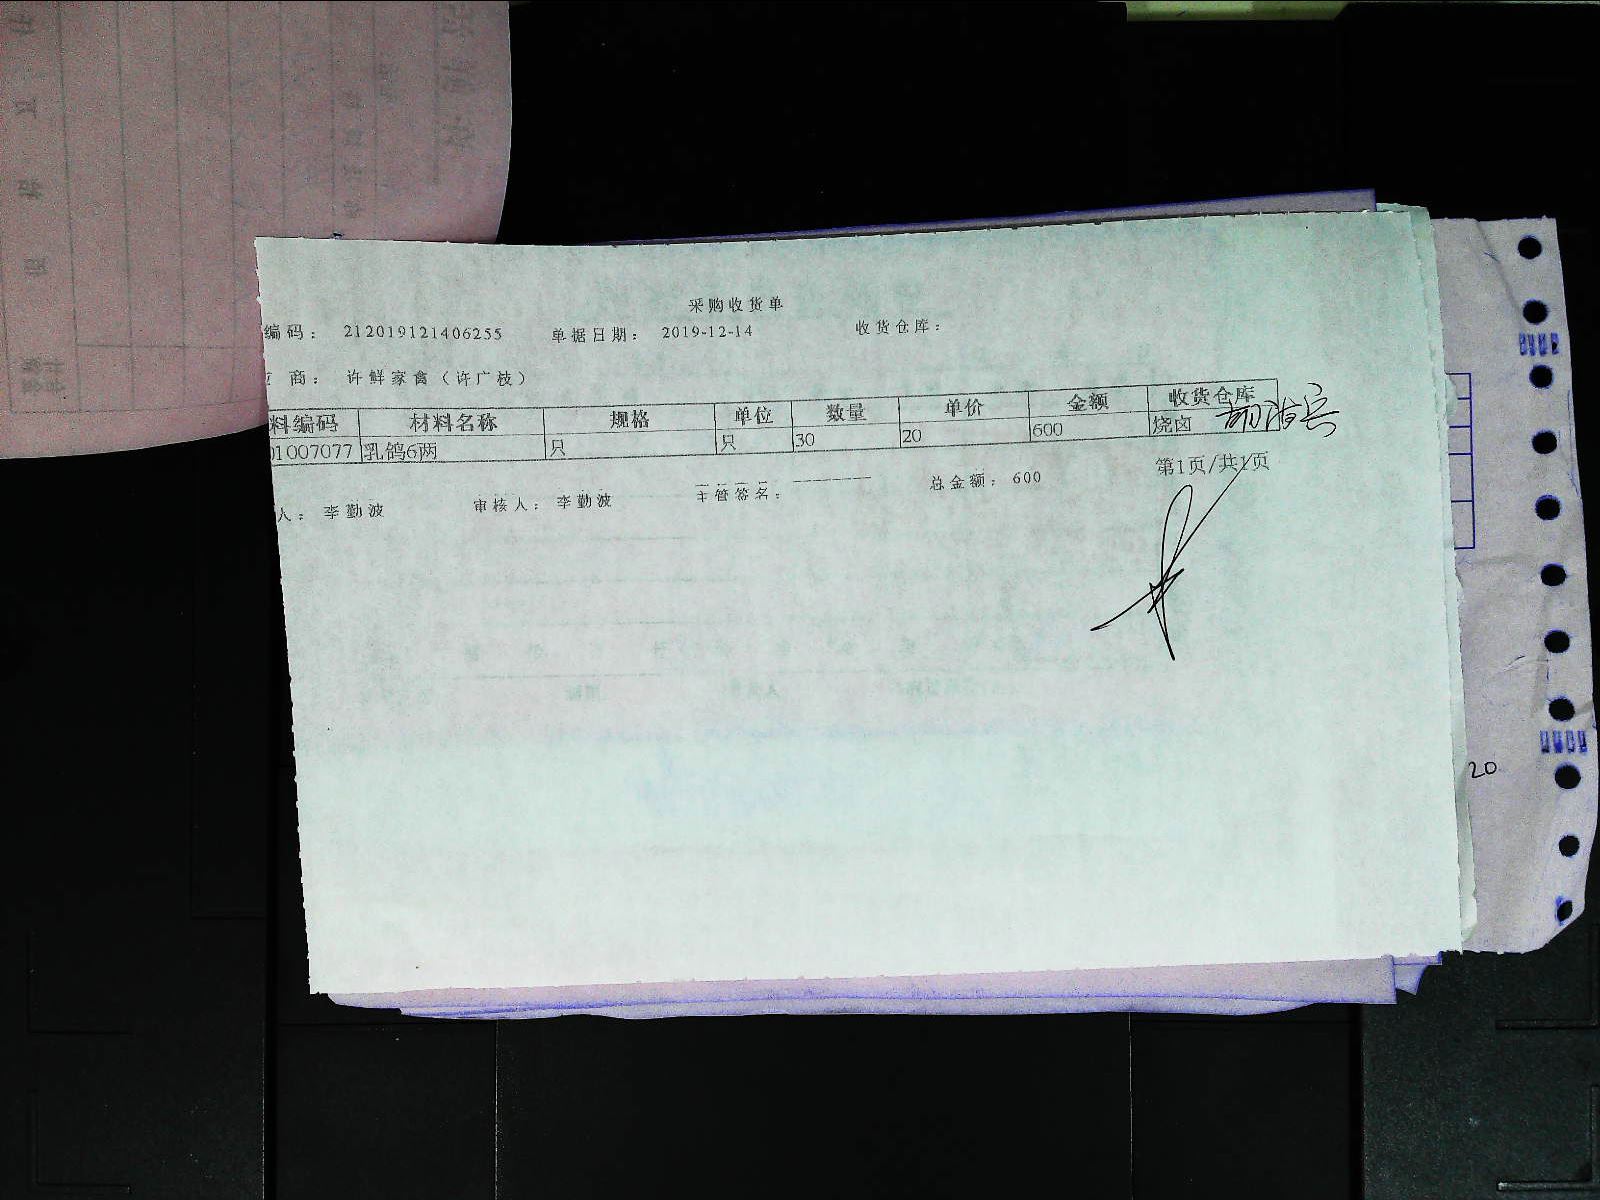 采购收货单
编码： 212019121406255 单据日期： 2019-12-14 收货仓库：
商： 许鲜家禽（许广枝）
料编码 材料名称 规格 单位 数量 单价 金额 收货仓库
01007077 乳鸽6两 只 只 30 20 600 烧卤
第1页/共1页
人： 李勤波 审核人： 李勤波 主管签名： 总金额： 600
20